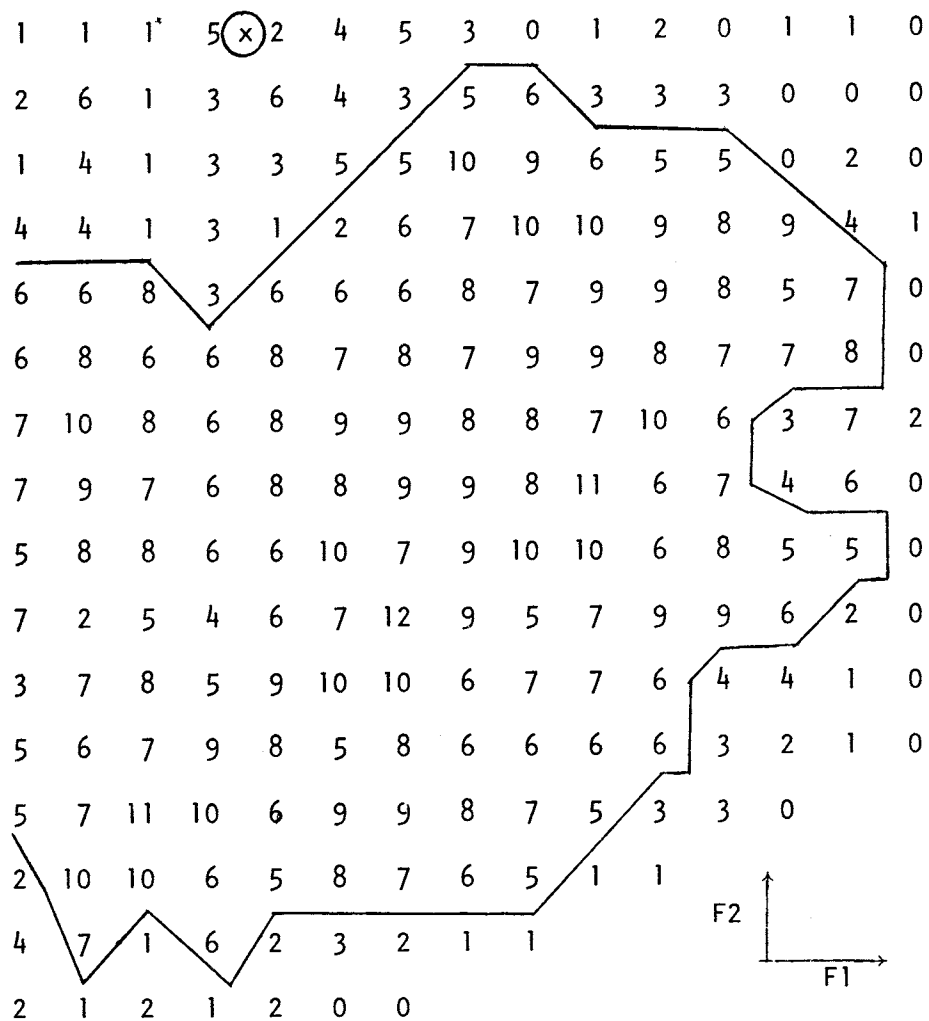 1 1 1* 5 x 2 4 5 3 0 1 2 0 1 1 0
2 6 1 3 6 4 3 5 6 3 3 3 0 0 0
1 4 1 3 3 5 5 10 9 6 5 5 0 2 0
4 4 1 3 1 2 6 7 10 10 9 8 9 4 1
6 6 8 3 6 6 6 8 7 9 9 8 5 7 0
6 8 6 6 8 7 8 7 9 9 8 7 7 8 0
7 10 8 6 8 9 9 8 8 7 10 6 3 7 2
7 9 7 6 8 8 9 9 8 11 6 7 4 6 0
5 8 8 6 6 10 7 9 10 10 6 8 5 5 0
7 2 5 4 6 7 12 9 5 7 9 9 6 2 0
3 7 8 5 9 10 10 6 7 7 6 4 4 1 0
5 6 7 9 8 5 8 6 6 6 6 3 2 1 0
5 7 11 10 6 9 9 8 7 5 3 3 0
2 10 10 6 5 8 7 6 5 1 1
4 7 1 6 2 3 2 1 1
2 1 2 1 2 0 0
F2
F1